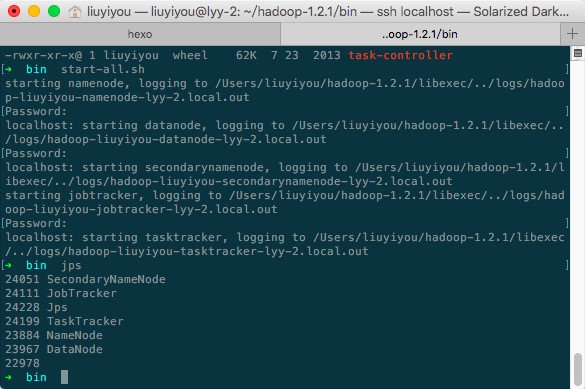 liuyiyou — liuyiyou@lyy-2: ~/hadoop-1.2.1/bin — ssh localhost — Solarized Dark...
hexo
..oop-1.2.1/bin
-rwxr-xr-x@ 1 liuyiyou  wheel    62K  7 23  2013 task-controller
[➜  bin  start-all.sh ]
starting namenode, logging to /Users/liuyiyou/hadoop-1.2.1/libexec/../logs/hadoo
p-liuyiyou-namenode-lyy-2.local.out
[Password: ]
localhost: starting datanode, logging to /Users/liuyiyou/hadoop-1.2.1/libexec/..
/logs/hadoop-liuyiyou-datanode-lyy-2.local.out
[Password: ]
localhost: starting secondarynamenode, logging to /Users/liuyiyou/hadoop-1.2.1/l
ibexec/../logs/hadoop-liuyiyou-secondarynamenode-lyy-2.local.out
starting jobtracker, logging to /Users/liuyiyou/hadoop-1.2.1/libexec/../logs/had
oop-liuyiyou-jobtracker-lyy-2.local.out
[Password: ]
localhost: starting tasktracker, logging to /Users/liuyiyou/hadoop-1.2.1/libexec
/../logs/hadoop-liuyiyou-tasktracker-lyy-2.local.out
[➜  bin  jps ]
24051 SecondaryNameNode
24111 JobTracker
24228 Jps
24199 TaskTracker
23884 NameNode
23967 DataNode
22978
➜  bin